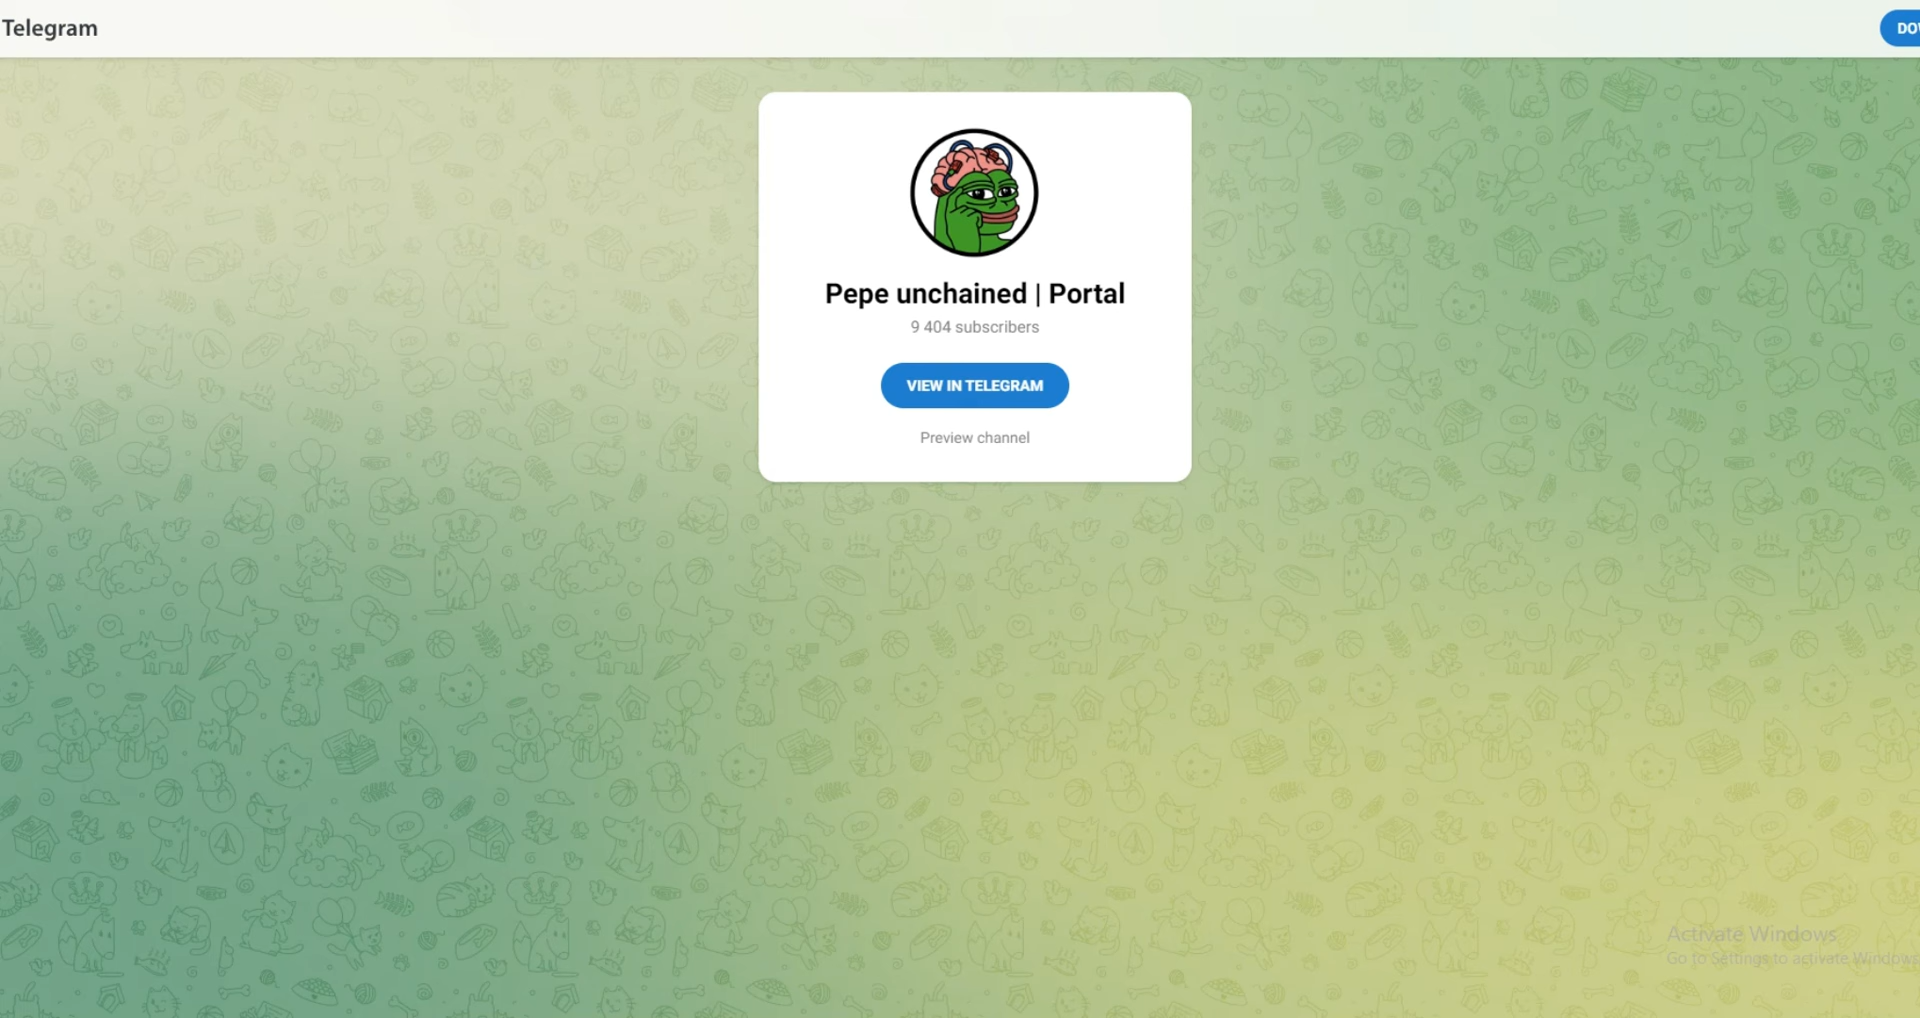 Telegram
Pepe unchained | Portal
9 404 subscribers
VIEW IN TELEGRAM
Preview channel
Activate Windows
Go to Settings to activate Windows